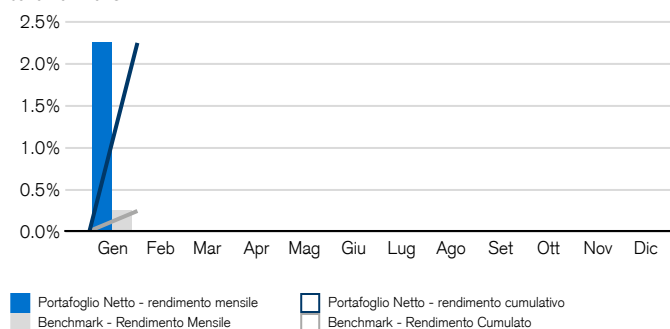 2.5%
2.0%
1.5%
1.0%
0.5%
0.0%
Gen Feb Mar Apr Mag Giu Lug Ago Set Ott Nov Dic
Portafoglio Netto - rendimento mensile Portafoglio Netto - rendimento cumulativo
Benchmark - Rendimento Mensile Benchmark - Rendimento Cumulato